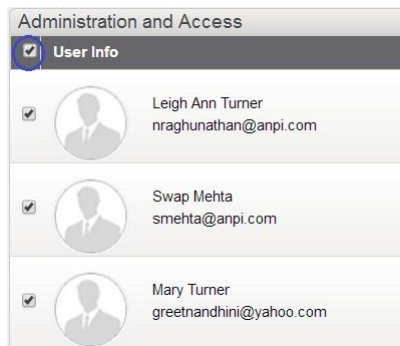 Administration and Access
User Info
Leigh Ann Turner
nraghunathan@anpi.com
Swap Mehta
smehta@anpi.com
Mary Turner
greetnandhini@yahoo.com